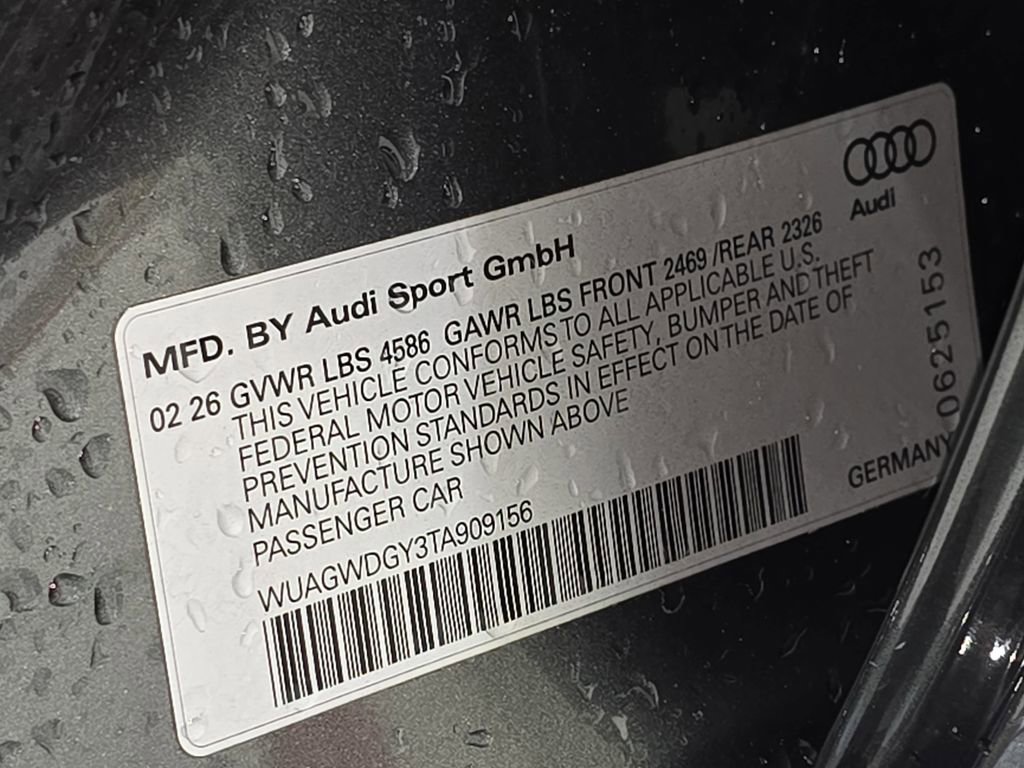 Audi
MFD. BY Audi Sport GmbH
02 26 GVWR LBS 4586 GAWR LBS FRONT 2469 /REAR 2326
THIS VEHICLE CONFORMS TO ALL APPLICABLE U.S.
FEDERAL MOTOR VEHICLE SAFETY, BUMPER AND THEFT
PREVENTION STANDARDS IN EFFECT ON THE DATE OF
MANUFACTURE SHOWN ABOVE
PASSENGER CAR
WUAGWDGY3TA909156
GERMANY
0625153